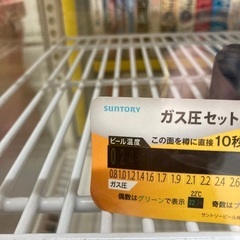 SUNTORY
ガス圧セット
ビール温度 この面を樽に直接10秒
0.8 1.0 1.2 1.4 1.6 1.7 1.9 2.1 2.2 2.4 2.6
ガス圧
22℃
偶数はグリーンで表示 奇数はブ
サントリービール